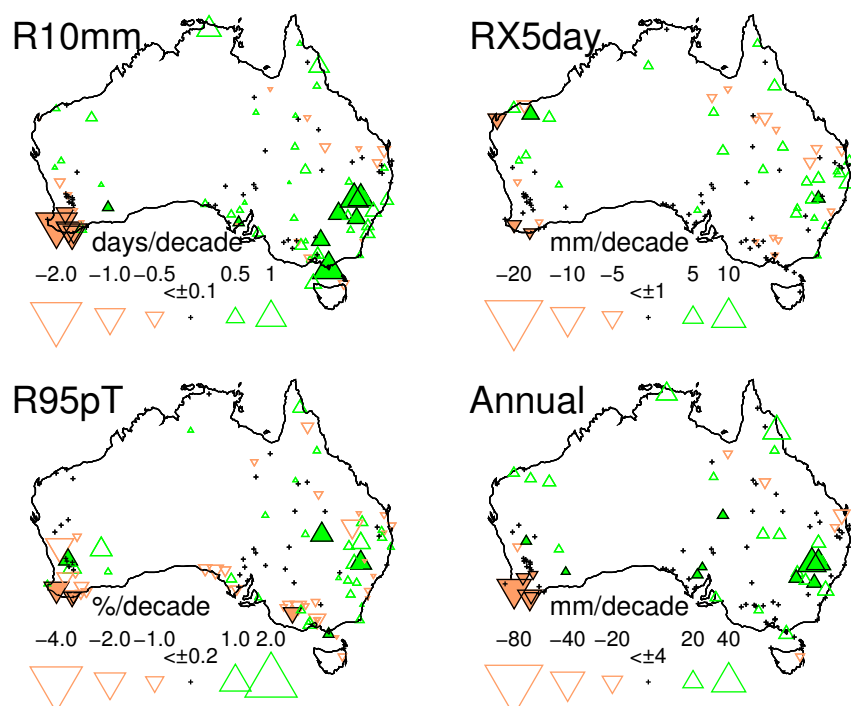 R10mm
days/decade
−2.0 −1.0 −0.5 0.5 1
<±0.1
RX5day
mm/decade
−20 −10 −5 5 10
<±1
R95pT
%/decade
−4.0 −2.0 −1.0 1.0 2.0
<±0.2
Annual
mm/decade
−80 −40 −20 20 40
<±4